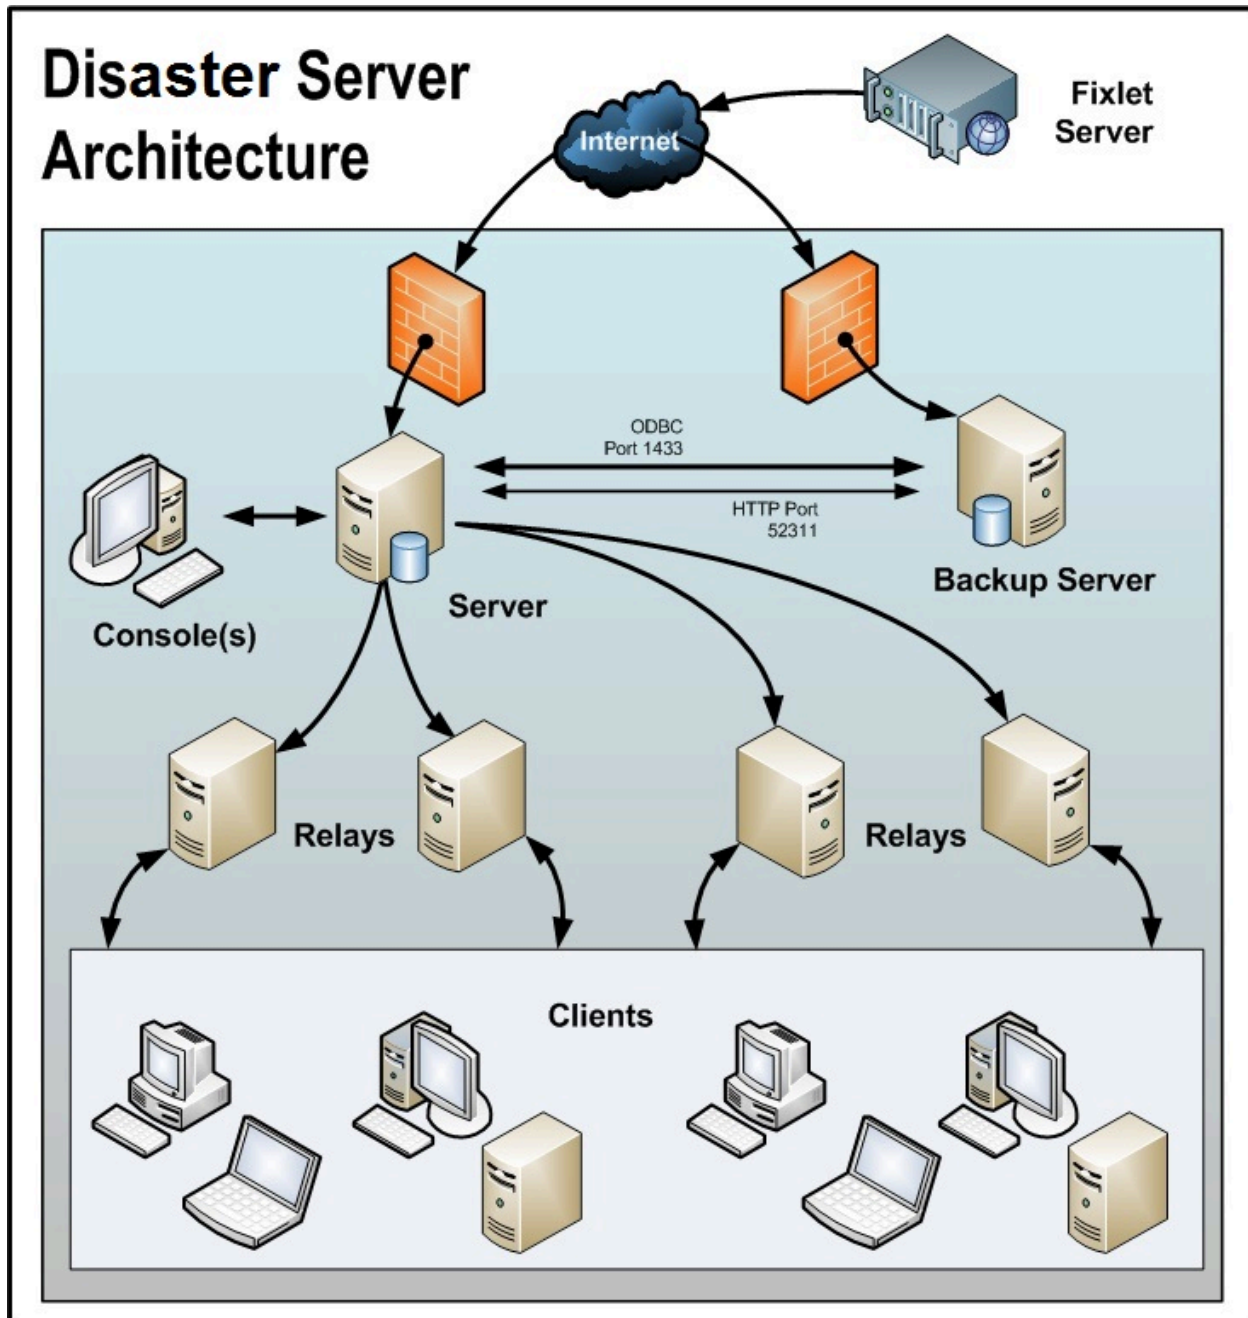 Disaster Server
Architecture
Internet
Fixlet
Server
ODBC
Port 1433
HTTP Port
52311
Backup Server
Server
Console(s)
Relays
Relays
Clients